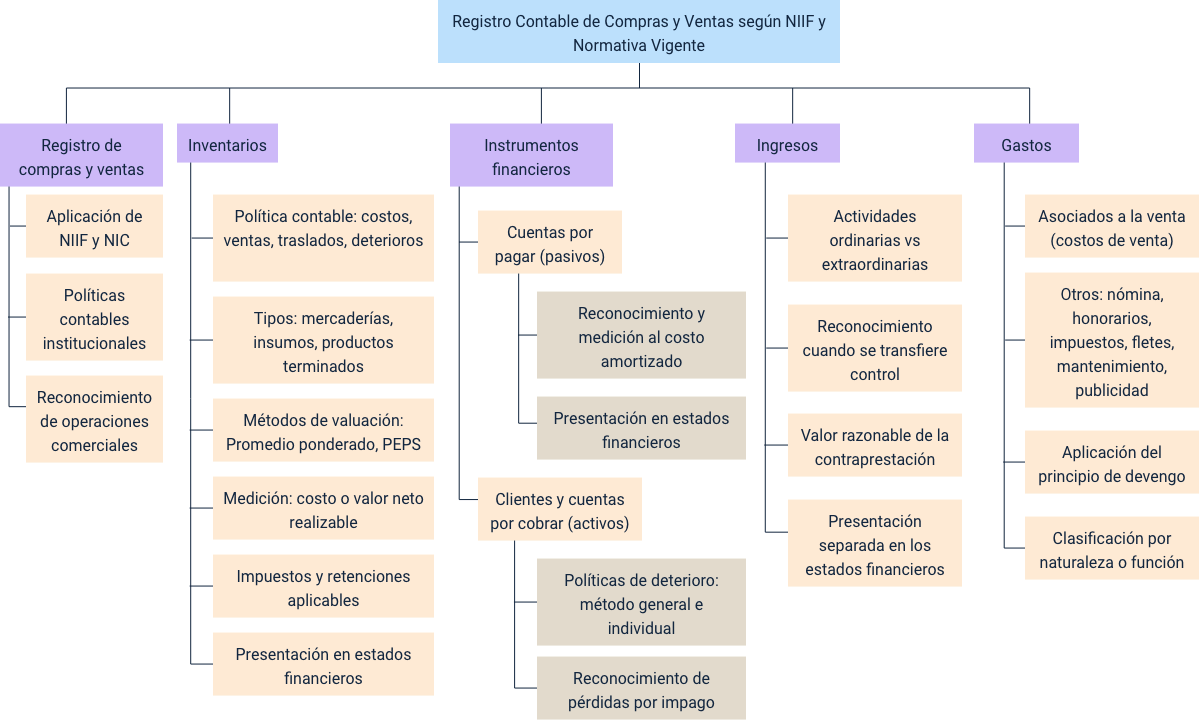 Registro Contable de Compras y Ventas según NIIF y
Normativa Vigente
Registro de
compras y ventas
Aplicación de
NIIF y NIC
Políticas
contables
institucionales
Reconocimiento
de operaciones
comerciales
Inventarios
Política contable: costos,
ventas, traslados, deterioros
Tipos: mercaderías,
insumos, productos
terminados
Métodos de valuación:
Promedio ponderado, PEPS
Medición: costo o valor neto
realizable
Impuestos y retenciones
aplicables
Presentación en estados
financieros
Instrumentos
financieros
Cuentas por
pagar (pasivos)
Reconocimiento y
medición al costo
amortizado
Presentación en estados
financieros
Clientes y cuentas
por cobrar (activos)
Políticas de deterioro:
método general e
individual
Reconocimiento de
pérdidas por impago
Ingresos
Actividades
ordinarias vs
extraordinarias
Reconocimiento
cuando se transfiere
control
Valor razonable de la
contraprestación
Presentación
separada en los
estados financieros
Gastos
Asociados a la venta
(costos de venta)
Otros: nómina,
honorarios,
impuestos, fletes,
mantenimiento,
publicidad
Aplicación del
principio de devengo
Clasificación por
naturaleza o función